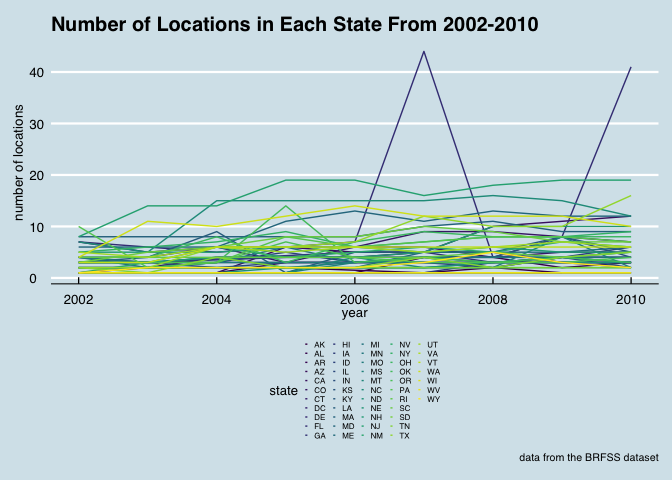 Number of Locations in Each State From 2002-2010
number of locations
40
30
20
10
0
2002 2004 2006 2008 2010
year
state
AK HI MI NV UT
AL IA MN NY VA
AR ID MO OH VT
AZ IL MS OK WA
CA IN MT OR WI
CO KS NC PA WV
CT KY ND RI WY
DC LA NE SC
DE MA NH SD
FL MD NJ TN
GA ME NM TX
data from the BRFSS dataset